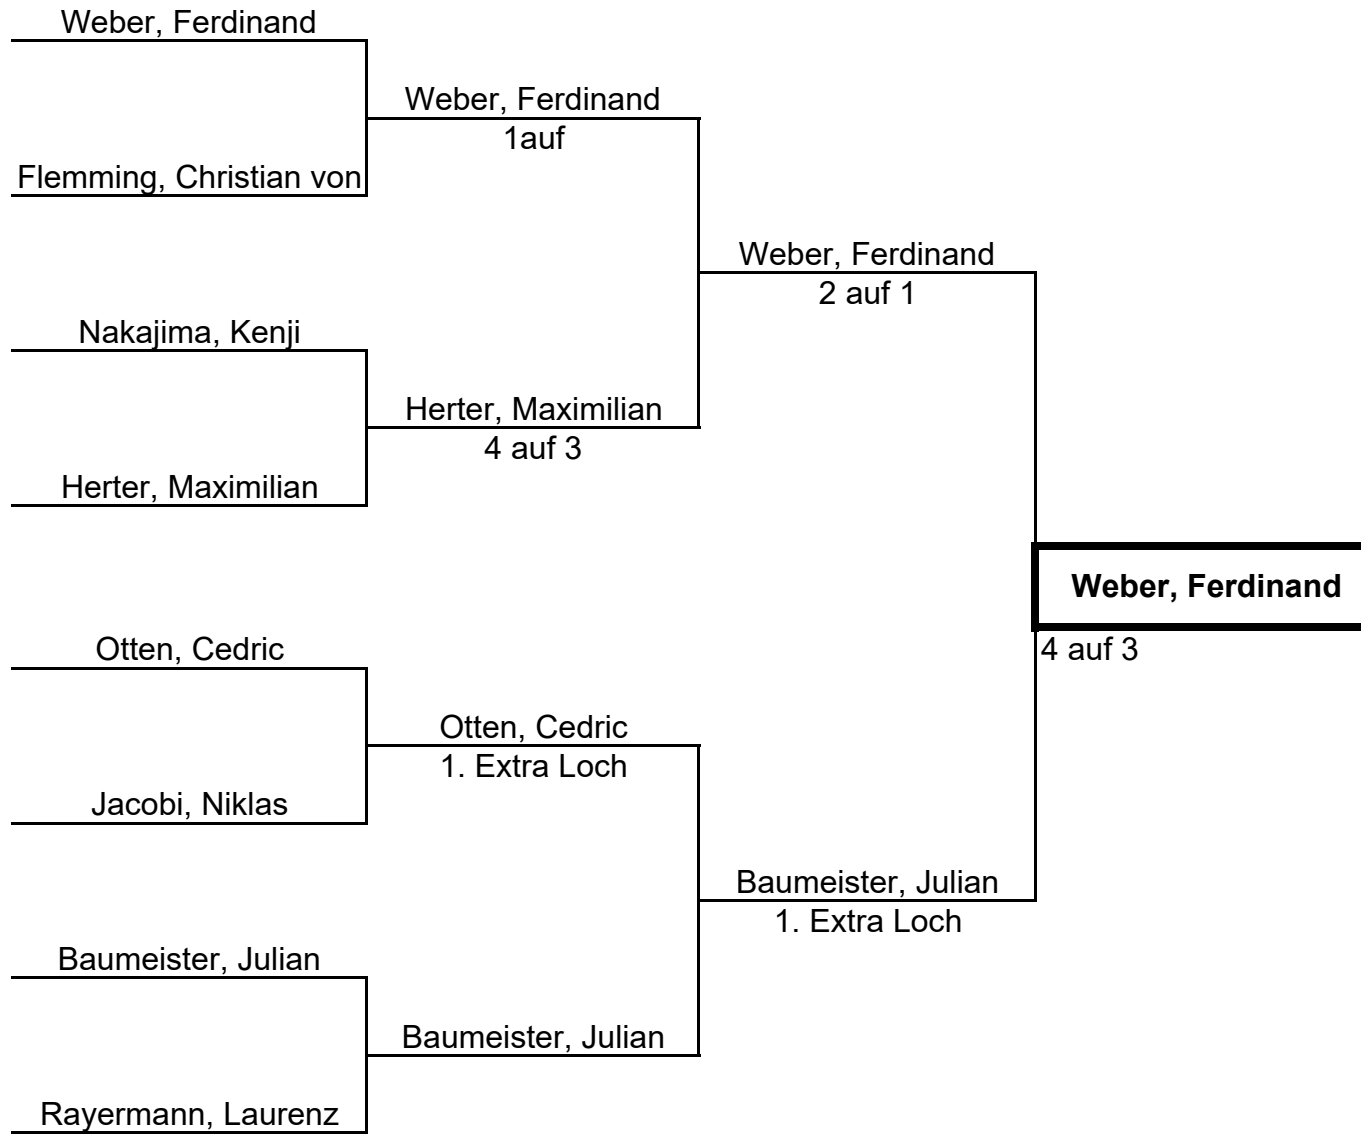 Weber, Ferdinand
Weber, Ferdinand
1auf
Flemming, Christian von
Weber, Ferdinand
2 auf 1
Nakajima, Kenji
Herter, Maximilian
4 auf 3
Herter, Maximilian
Weber, Ferdinand
4 auf 3
Otten, Cedric
Otten, Cedric
1. Extra Loch
Jacobi, Niklas
Baumeister, Julian
1. Extra Loch
Baumeister, Julian
Baumeister, Julian
Rayermann, Laurenz